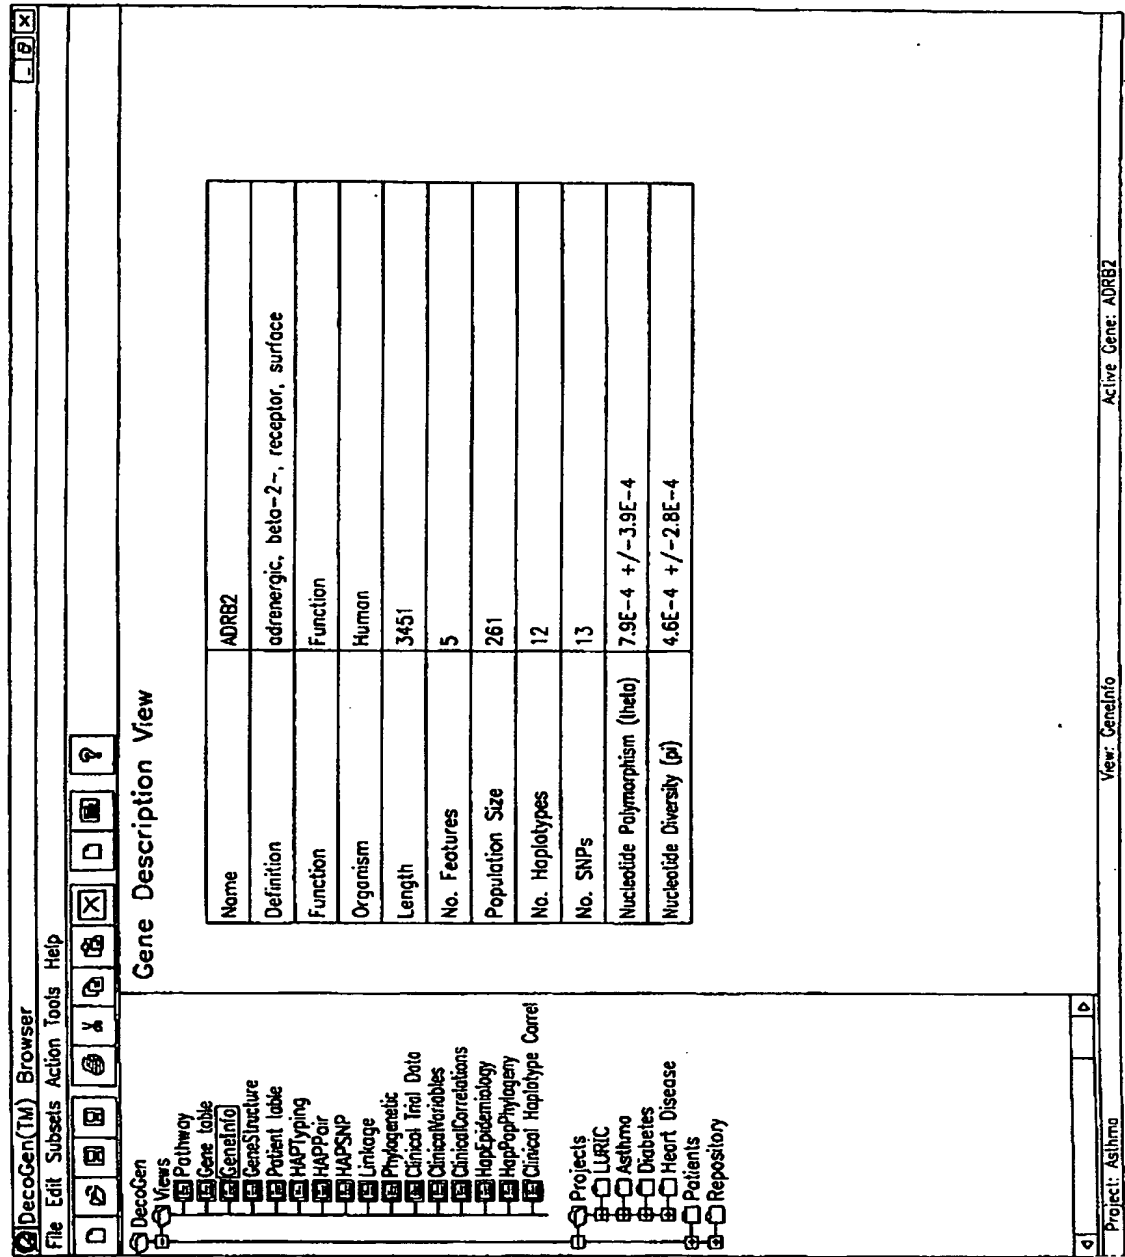 DecoGen(TM) Browser
File Edit Subsets Action Tools Help
DecoGen
Views
Pathway
Gene table
GeneInfo
GeneStructure
Patient table
HAPTyping
HAPPair
HAPSNP
Linkage
Phylogenetic
Clinical Trial Data
ClinicalVariables
ClinicalCorrelations
HapEpidemiology
HapPopPhylogeny
Clinical Haplotype Correl
Projects
LURIC
Asthma
Diabetes
Heart Disease
Patients
Repository
Gene Description View
Name ADRB2
Definition adrenergic, beta-2-, receptor, surface
Function Function
Organism Human
Length 3451
No. Features 5
Population Size 261
No. Haplotypes 12
No. SNPs 13
Nucleotide Polymorphism (theta) 7.9E-4 +/-3.9E-4
Nucleotide Diversity (pi) 4.6E-4 +/-2.8E-4
Project: Asthma View: GeneInfo Active Gene: ADRB2